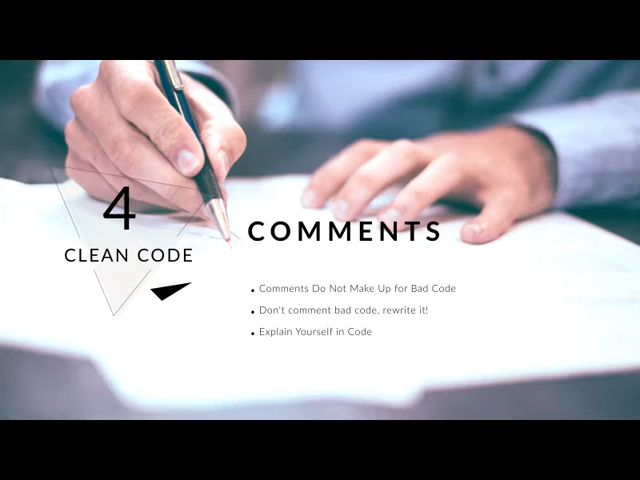 4
CLEAN CODE
COMMENTS
• Comments Do Not Make Up for Bad Code
• Don't comment bad code, rewrite it!
• Explain Yourself in Code